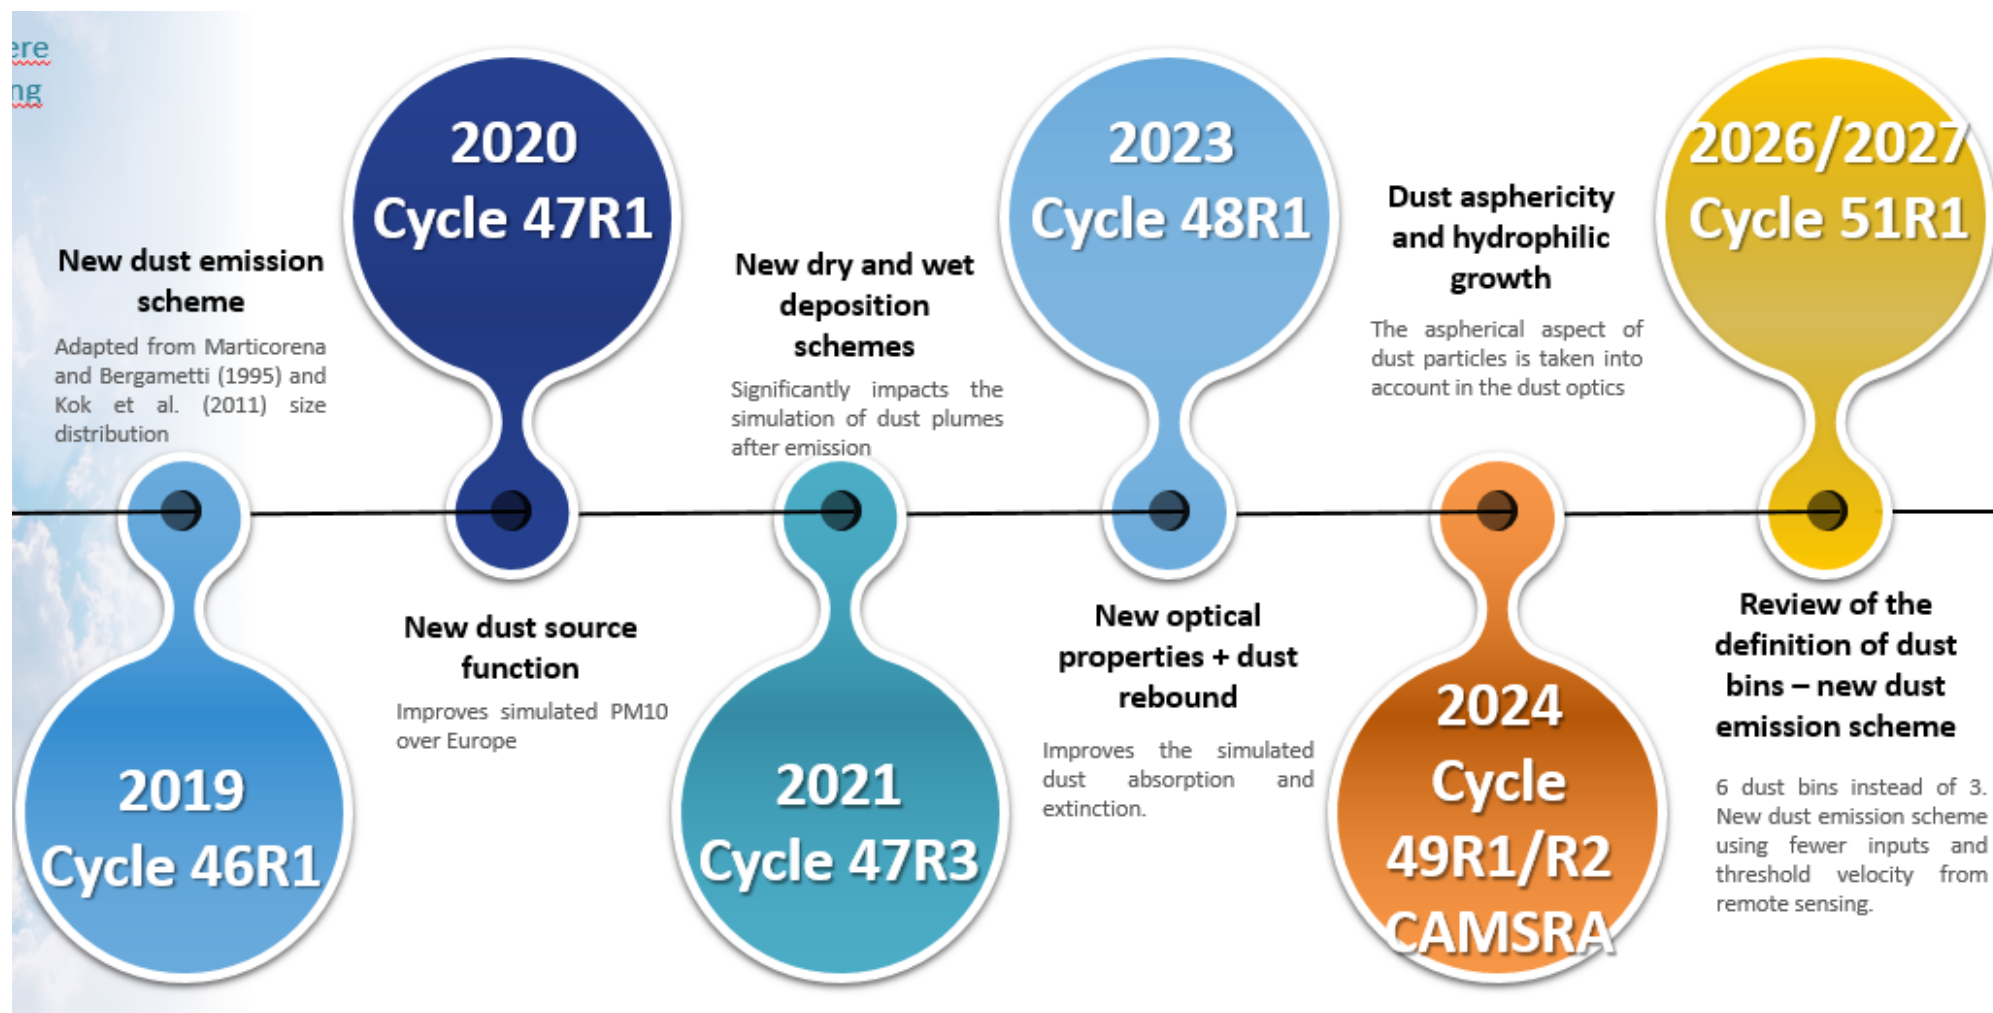 ere
ng
New dust emission
scheme
Adapted from Marticorena
and Bergametti (1995) and
Kok et al. (2011) size
distribution
2019
Cycle 46R1
2020
Cycle 47R1
New dust source
function
Improves simulated PM10
over Europe
New dry and wet
deposition
schemes
Significantly impacts the
simulation of dust plumes
after emission
2021
Cycle 47R3
2023
Cycle 48R1
New optical
properties + dust
rebound
Improves the simulated
dust absorption and
extinction.
Dust asphericity
and hydrophilic
growth
The aspherical aspect of
dust particles is taken into
account in the dust optics
2024
Cycle
49R1/R2
CAMSRA
2026/2027
Cycle 51R1
Review of the
definition of dust
bins – new dust
emission scheme
6 dust bins instead of 3.
New dust emission scheme
using fewer inputs and
threshold velocity from
remote sensing.